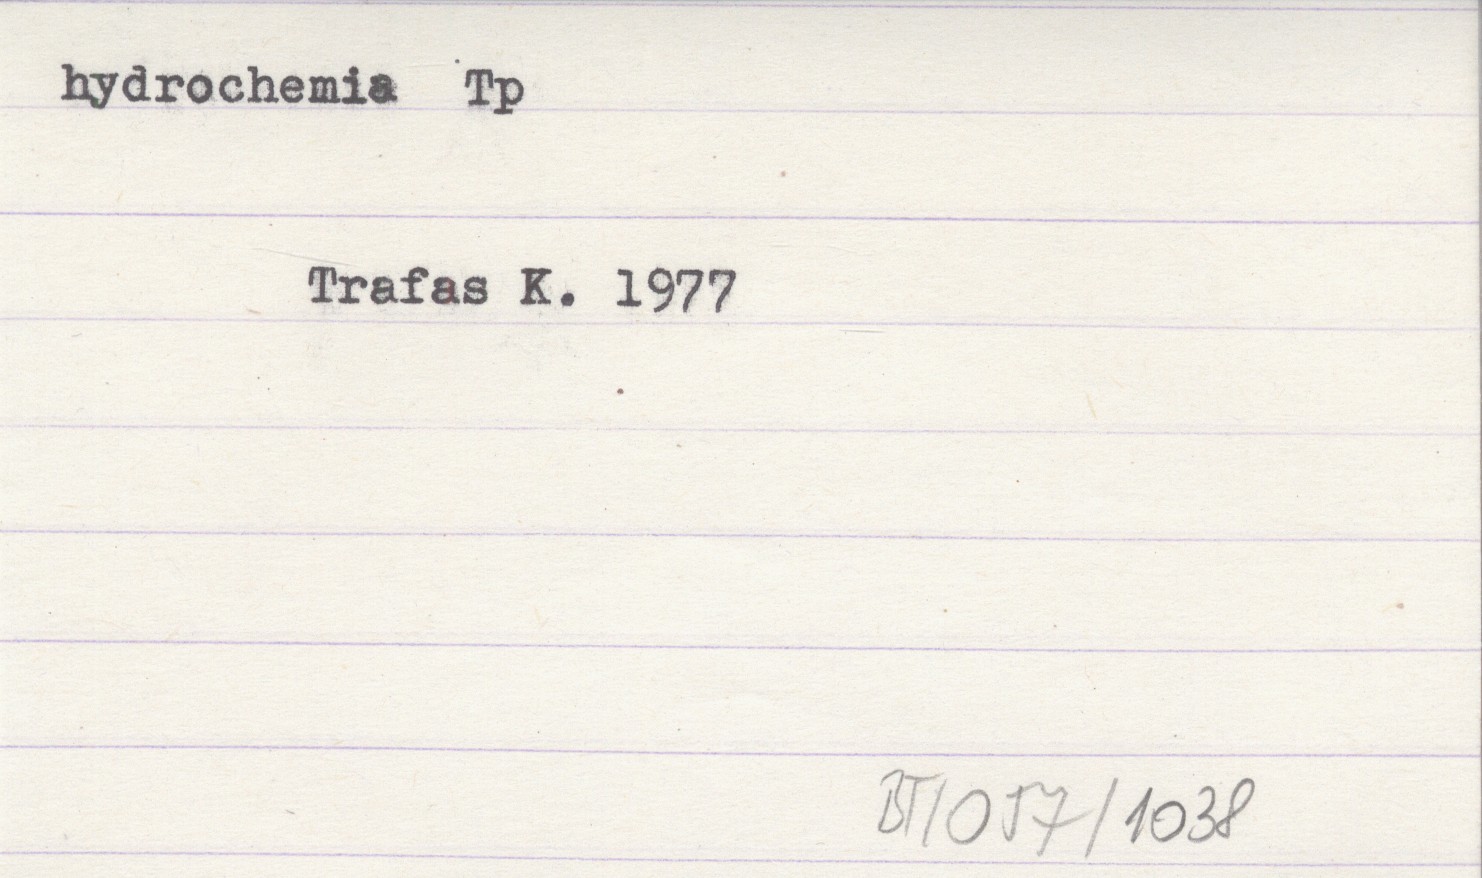 hydrochemia Tp
Trafas K. 1977
BT/057/1038